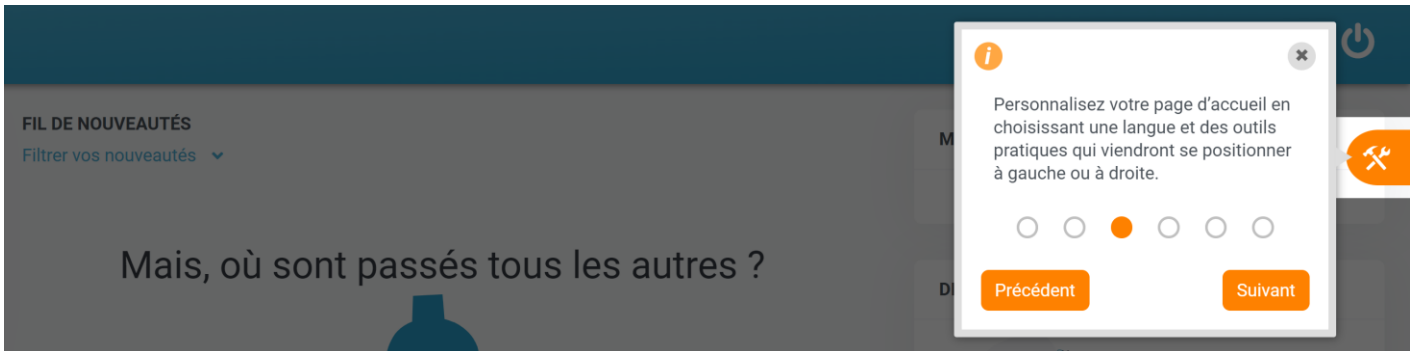 FIL DE NOUVEAUTÉS
Filtrer vos nouveautés
Mais, où sont passés tous les autres ?
Personnalisez votre page d’accueil en
choisissant une langue et des outils
pratiques qui viendront se positionner
à gauche ou à droite.
Précédent
Suivant